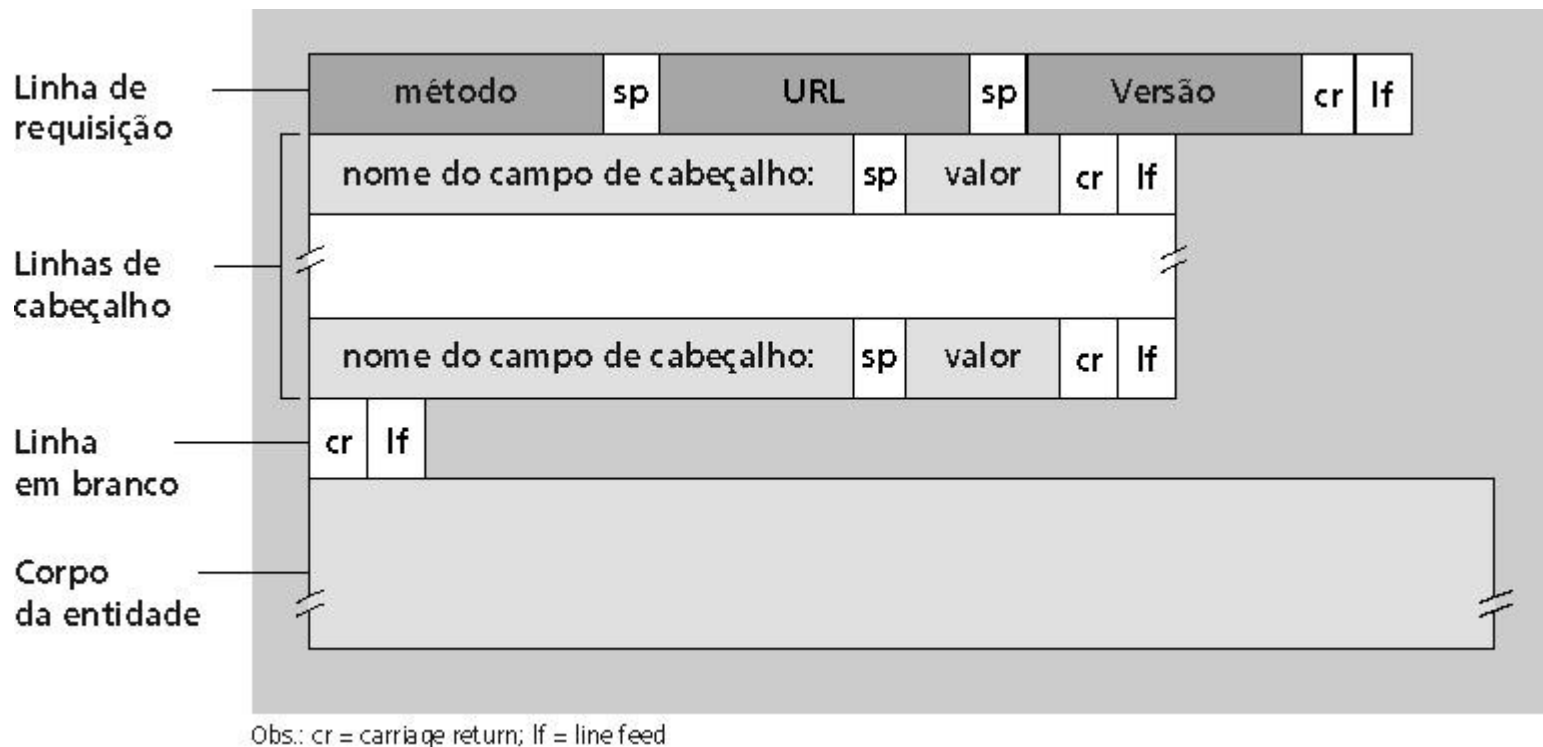 Linha de
requisição
método sp URL sp Versão cr lf
nome do campo de cabeçalho: sp valor cr lf
Linhas de
cabeçalho
nome do campo de cabeçalho: sp valor cr lf
Linha
em branco
cr lf
Corpo
da entidade
Obs.: cr = carriage return; lf = line feed